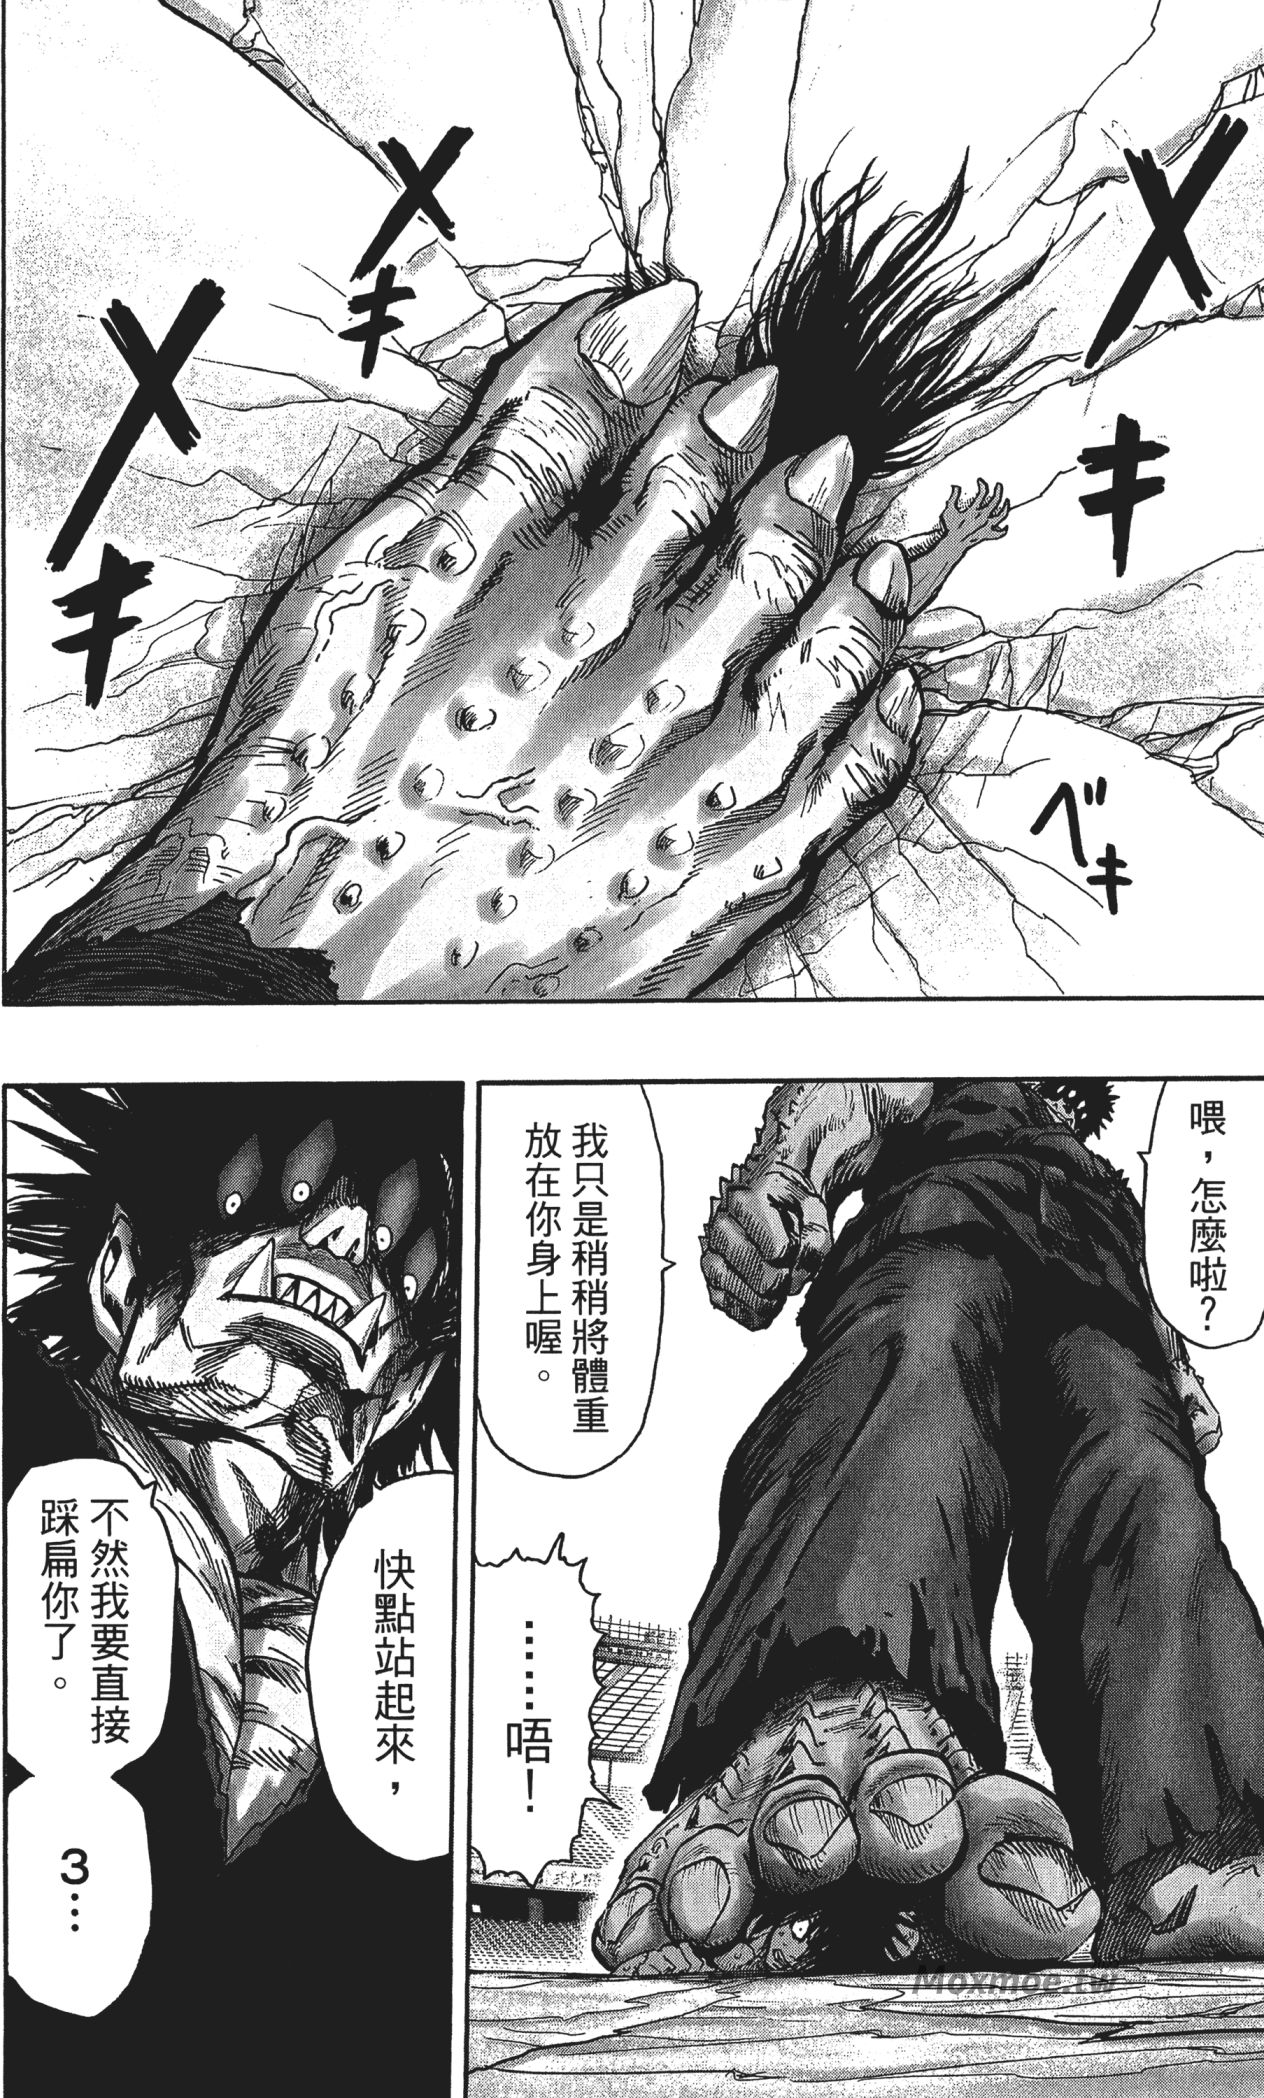 メキ
メキ
メキ
ベキ
喂，怎麼啦？
我只是稍稍將體重
放在你身上喔。
⋯⋯⋯唔！
快點站起來，
不然我要直接
踩扁你了。
3⋯
Moxmoe.tw